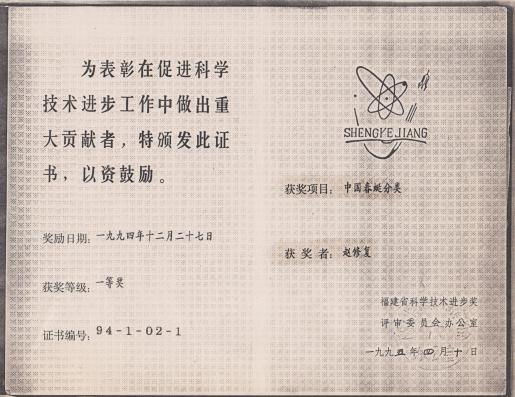 为表彰在促进科学
技术进步工作中做出重
大贡献者，特颁发此证
书，以资鼓励。
奖励日期：一九九四年十二月二十七日
获奖等级：一等奖
证书编号：94-1-02-1
SHENGKEJIANG
获奖项目：中国春蜓分类
获奖者：赵修复
福建省科学技术进步奖
评审委员会办公室
一九九五年四月十日